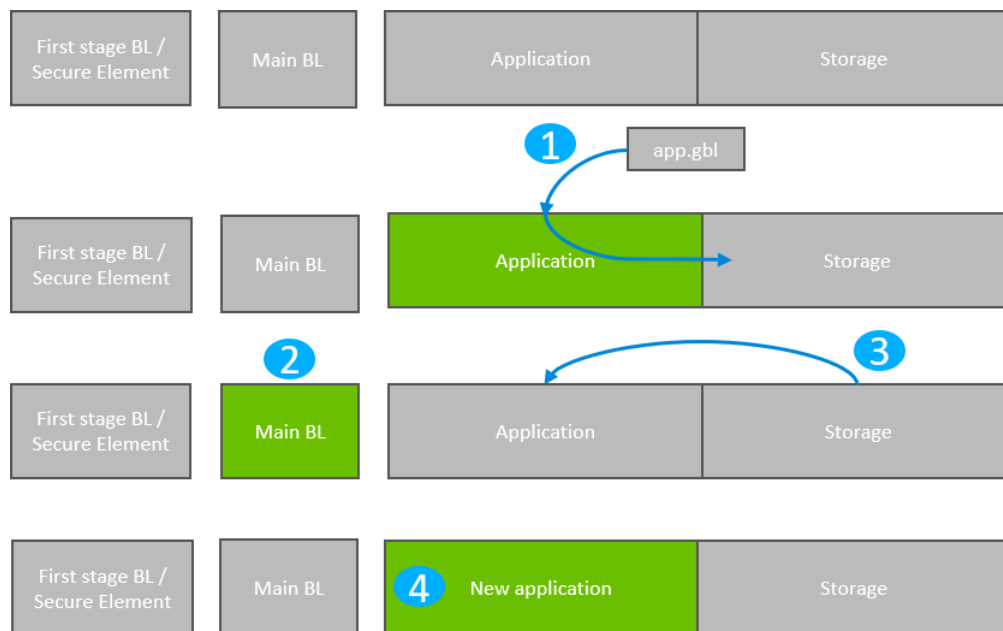 First stage BL /
Secure Element
Main BL
Application
Storage
1
app.gbl
First stage BL /
Secure Element
Main BL
Application
Storage
2
3
First stage BL /
Secure Element
Main BL
Application
Storage
First stage BL /
Secure Element
Main BL
4
New application
Storage